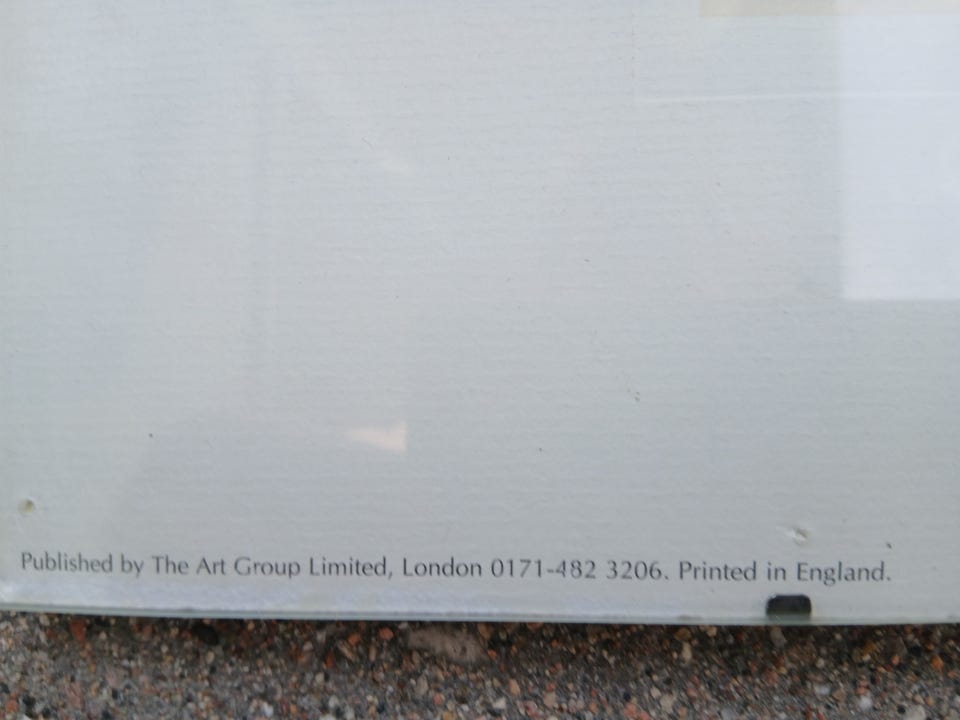 Published by The Art Group Limited, London 0171-482 3206. Printed in England.